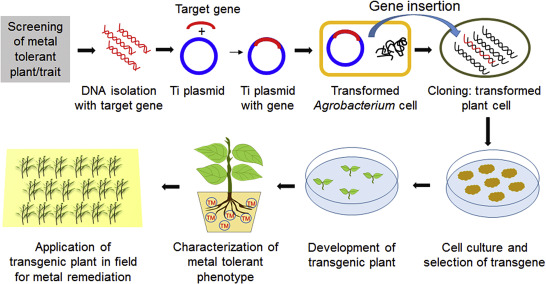 Screening
of metal
tolerant
plant/trait
DNA isolation
with target gene
Target gene
+
Ti plasmid
Ti plasmid
with gene
Gene insertion
Transformed
Agrobacterium cell
Cloning: transformed
plant cell
Cell culture and
selection of transgene
Development of
transgenic plant
TM TM
TM TM TM
TM TM
Characterization of
metal tolerant
phenotype
Application of
transgenic plant in field
for metal remediation